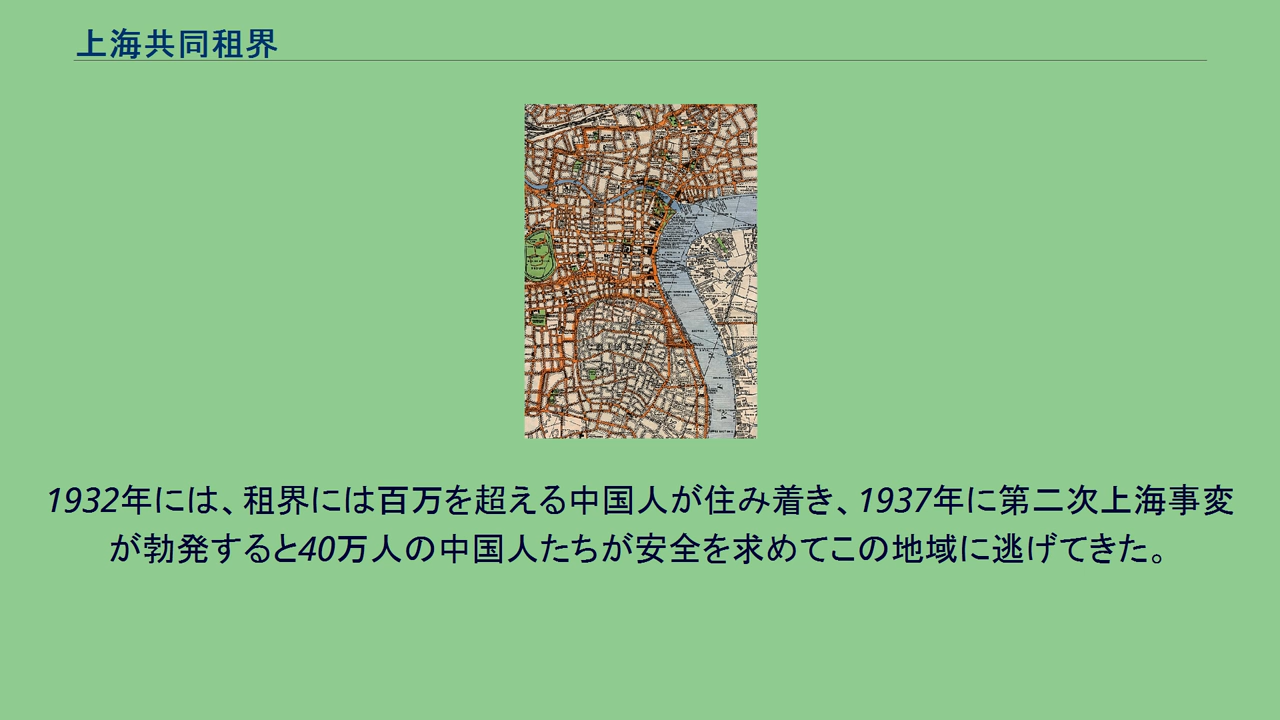 上海共同租界
1932年には、租界には百万を超える中国人が住み着き、1937年に第二次上海事変
が勃発すると40万人の中国人たちが安全を求めてこの地域に逃げてきた。